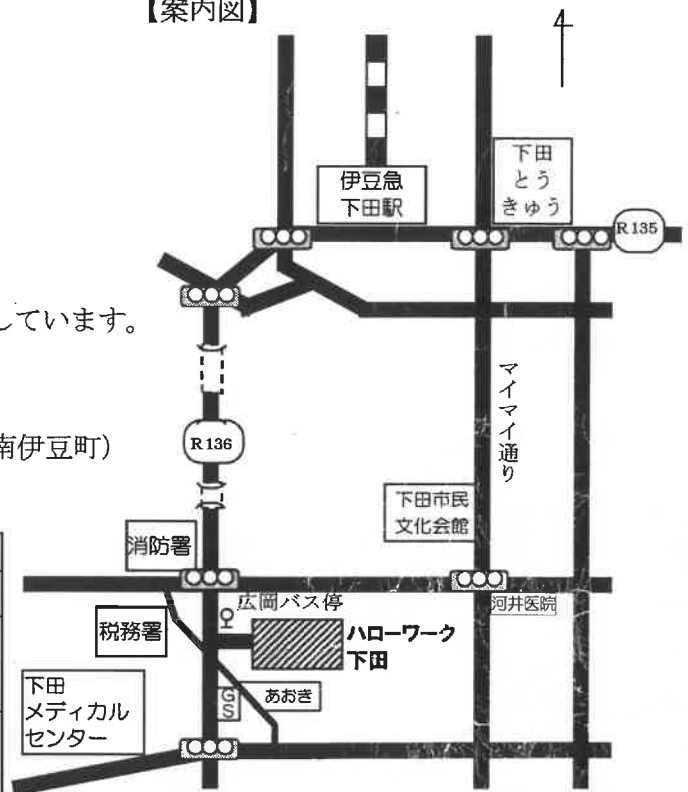 【案内図】
伊豆急
下田駅
下田
とう
きゅう
R135
しています。
マイマイ通り
南伊豆町）
R136
下田市民
文化会館
消防署
広岡バス停
河井医院
税務署
ハローワーク
下田
下田
メディカル
センター
GS
あおき